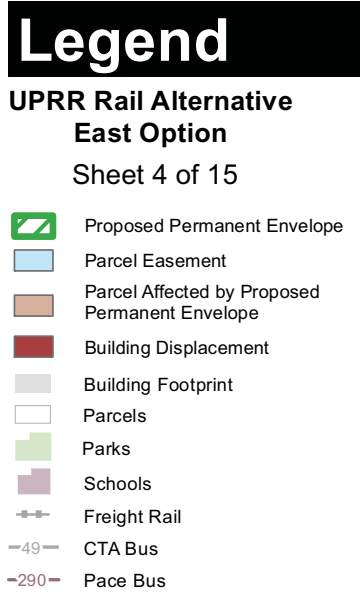 Legend
UPRR Rail Alternative
East Option
Sheet 4 of 15
Proposed Permanent Envelope
Parcel Easement
Parcel Affected by Proposed
Permanent Envelope
Building Displacement
Building Footprint
Parcels
Parks
Schools
Freight Rail
49 CTA Bus
290 Pace Bus